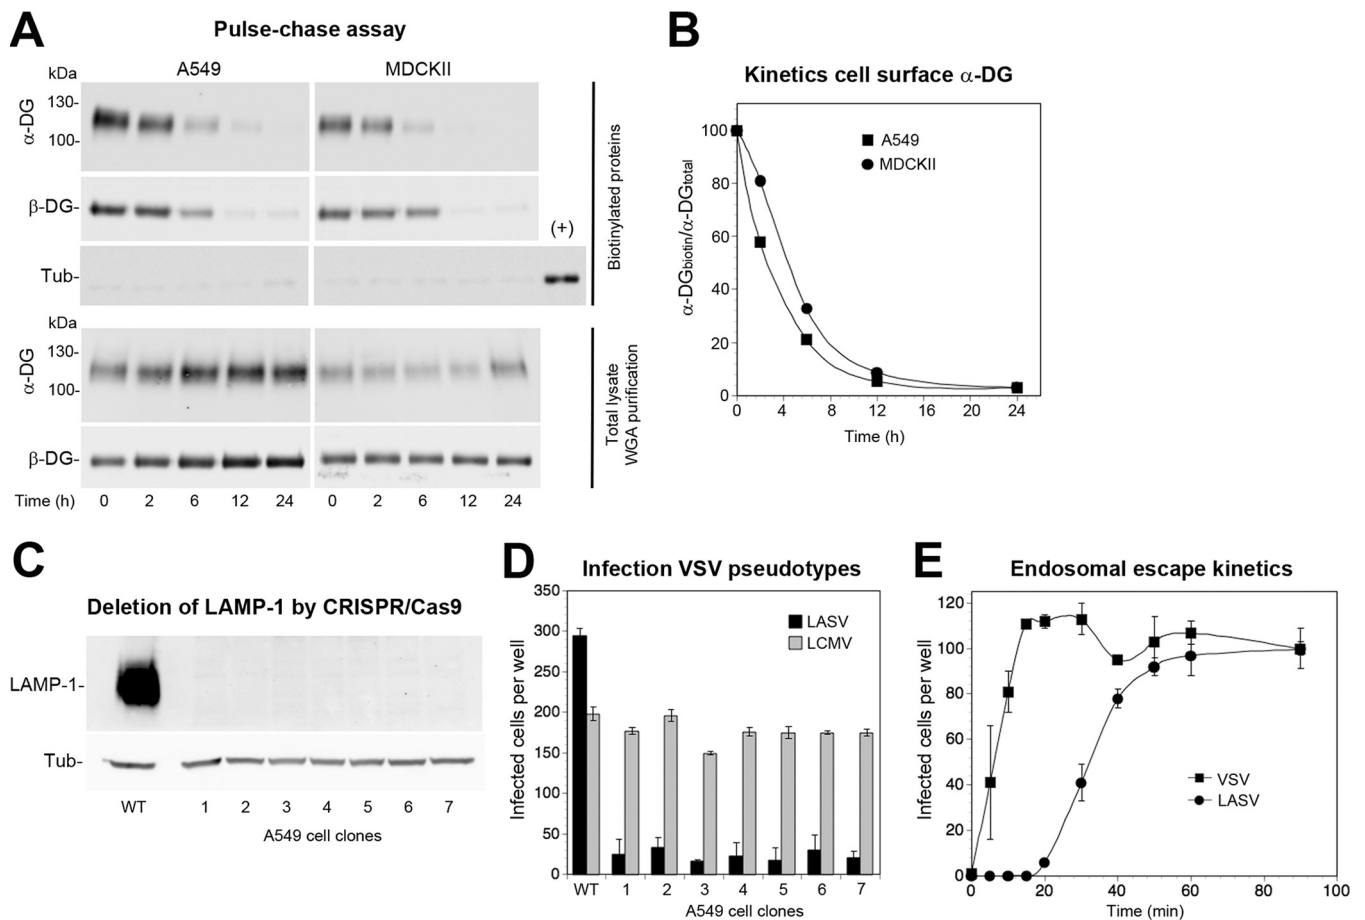 A
Pulse-chase assay
A549
MDCKII
kDa
130-
100-
α-DG
β-DG-
Tub-
(+)
Biotinylated proteins
kDa
130-
100-
α-DG
β-DG-
Total lysate
WGA purification
Time (h)
0 2 6 12 24
0 2 6 12 24
B
Kinetics cell surface α-DG
α-DGbiotin/α-DGtotal
100
80
60
40
20
0
A549
MDCKII
0 4 8 12 16 20 24
Time (h)
C
Deletion of LAMP-1 by CRISPR/Cas9
LAMP-1-
Tub-
WT 1 2 3 4 5 6 7
A549 cell clones
D
Infection VSV pseudotypes
Infected cells per well
350
300
250
200
150
100
50
0
LASV
LCMV
WT 1 2 3 4 5 6 7
A549 cell clones
E
Endosomal escape kinetics
Infected cells per well
120
100
80
60
40
20
0
VSV
LASV
0 20 40 60 80 100
Time (min)